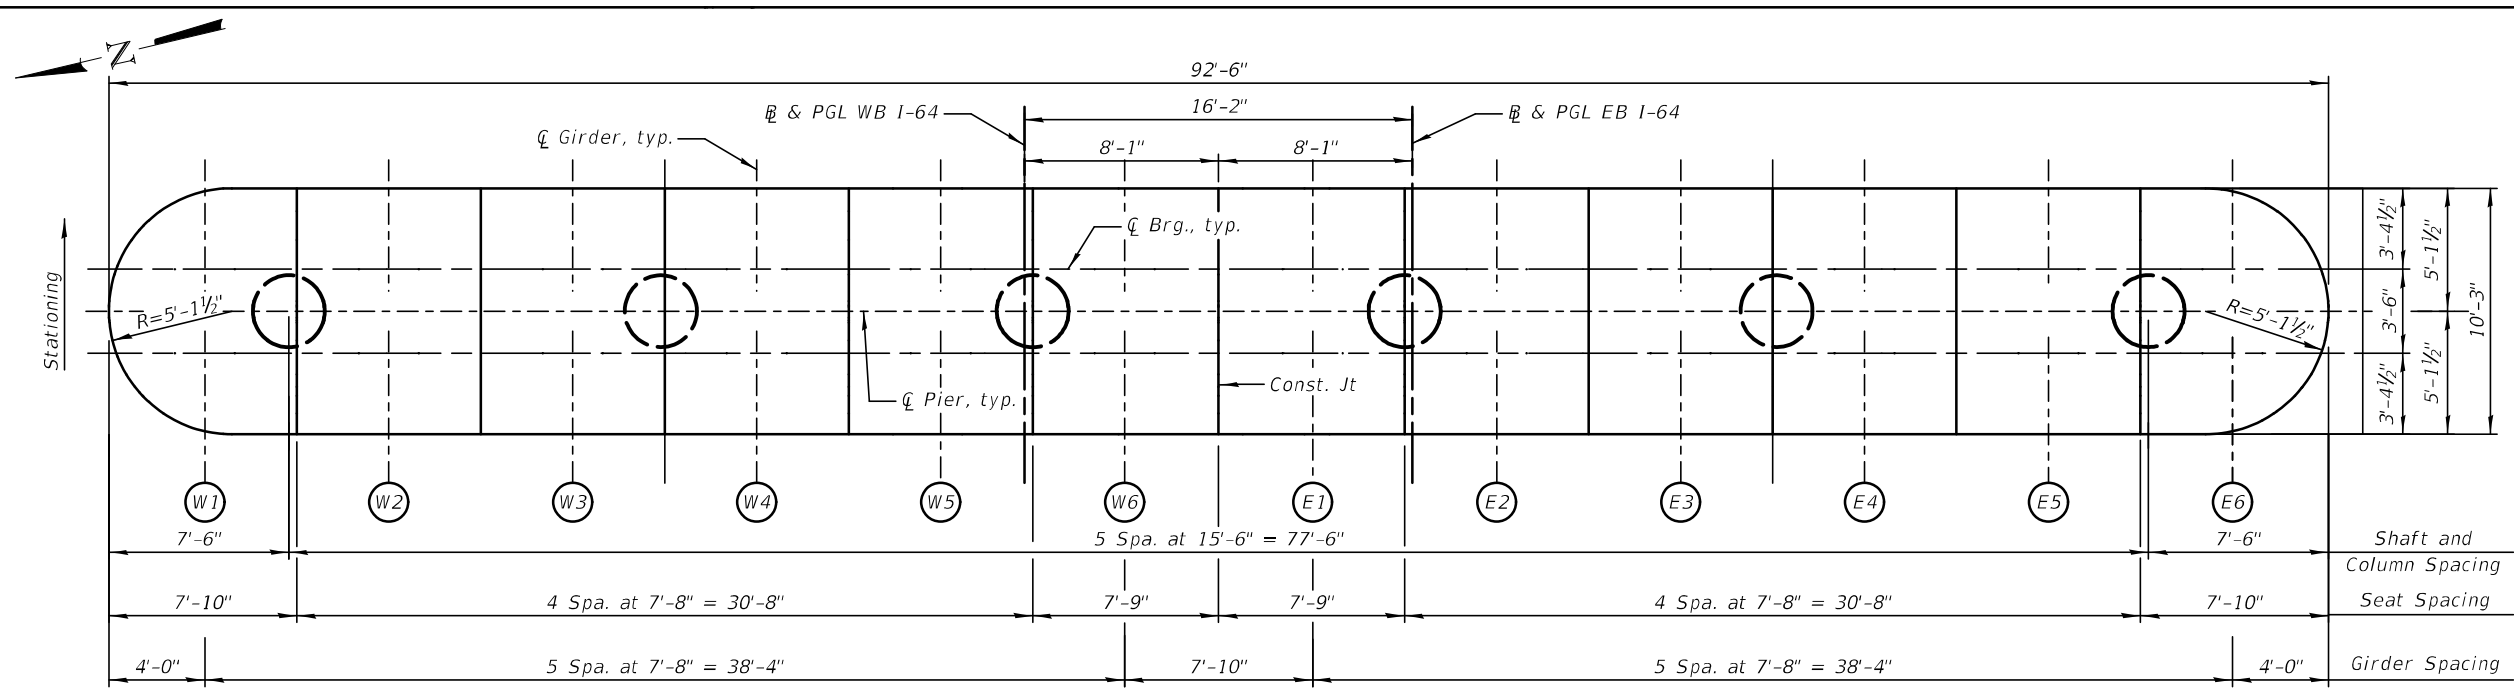 N
92'-6"
16'-2"
℄ & PGL WB I-64
B & PGL EB I-64
℄ Girder, typ.
8'-1"
8'-1"
℄ Brg., typ.
Stationing
R=5'-1½"
R=5'-1½"
3'-4½"
3'-6"
3'-4½"
5'-1½"
5'-1½"
10'-3"
Const. Jt
℄ Pier, typ.
W1
W2
W3
W4
W5
W6
E1
E2
E3
E4
E5
E6
7'-6"
5 Spa. at 15'-6" = 77'-6"
7'-6"
Shaft and
Column Spacing
7'-10"
4 Spa. at 7'-8" = 30'-8"
7'-9"
7'-9"
4 Spa. at 7'-8" = 30'-8"
7'-10"
Seat Spacing
4'-0"
5 Spa. at 7'-8" = 38'-4"
7'-10"
5 Spa. at 7'-8" = 38'-4"
4'-0"
Girder Spacing